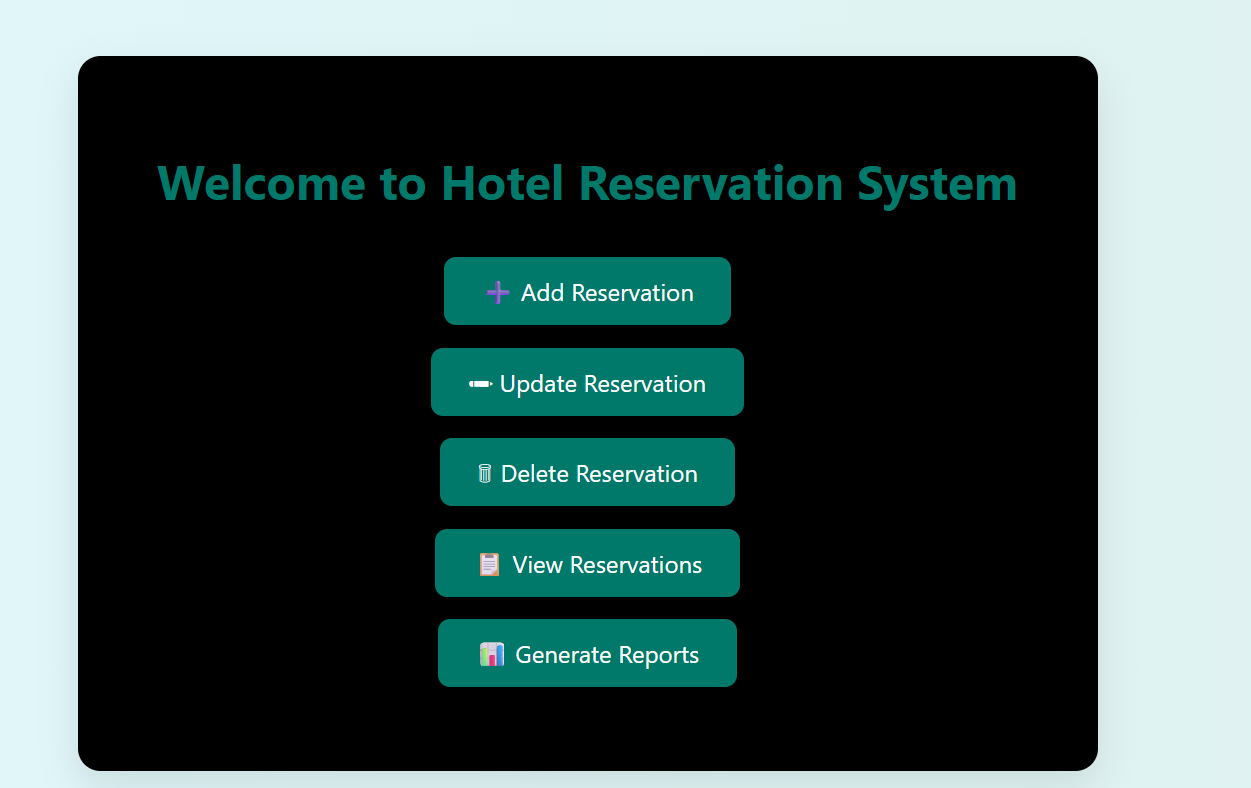 Welcome to Hotel Reservation System
Add Reservation
Update Reservation
Delete Reservation
View Reservations
Generate Reports